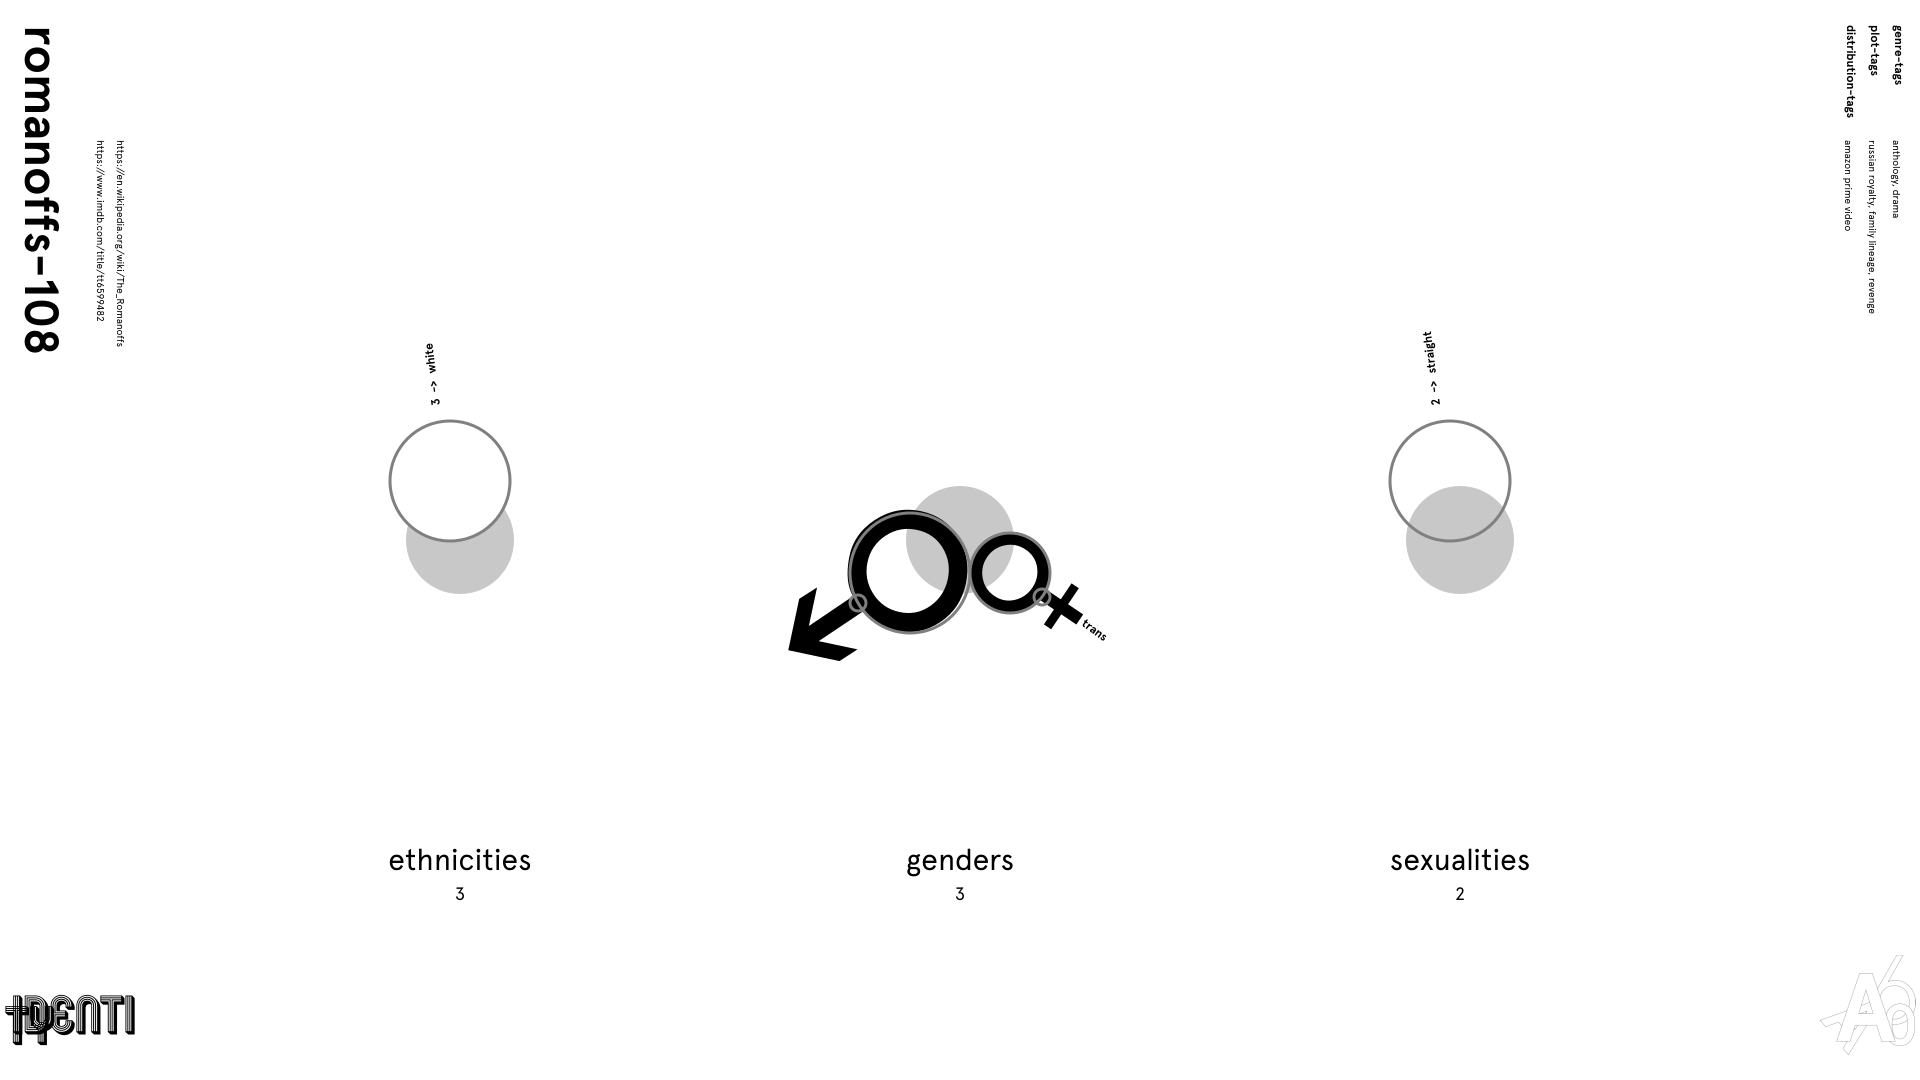 romanoffs-108
https://en.wikipedia.org/wiki/The_Romanoffs
https://www.imdb.com/title/tt6599482
genre-tags anthology, drama
plot-tags russian royalty, family lineage, revenge
distribution-tags amazon prime video
3 -> white
trans
2 -> straight
ethnicities
3
genders
3
sexualities
2
IDENTI